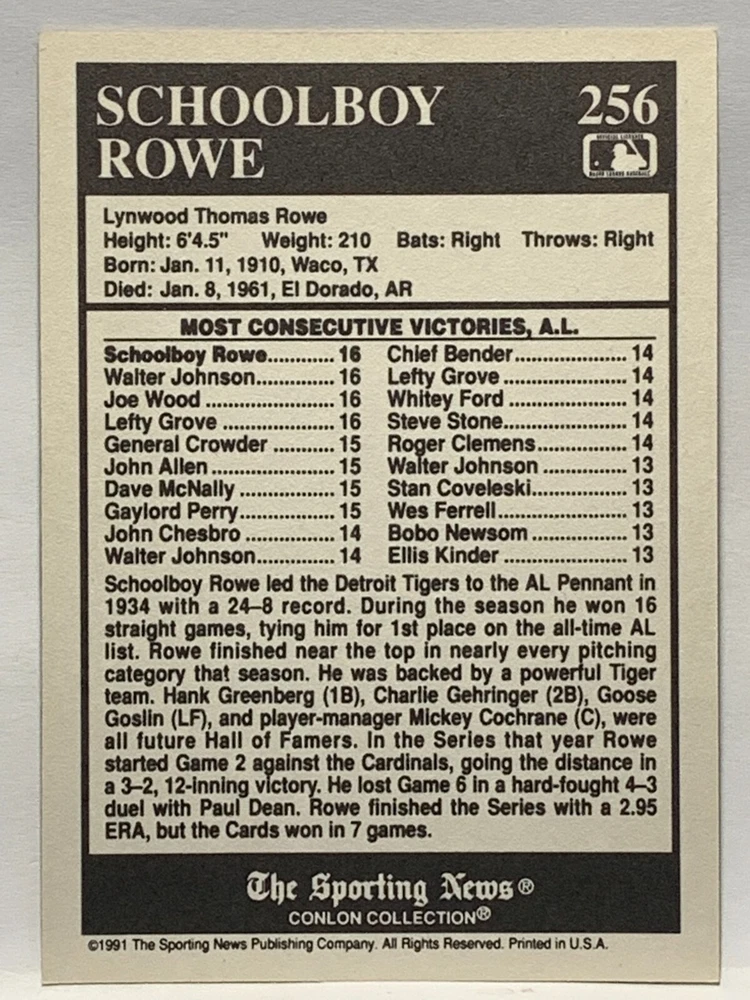 SCHOOLBOY 256
ROWE
OFFICIAL LICENSEE
MAJOR LEAGUE BASEBALL
Lynwood Thomas Rowe
Height: 6'4.5" Weight: 210 Bats: Right Throws: Right
Born: Jan. 11, 1910, Waco, TX
Died: Jan. 8, 1961, El Dorado, AR
MOST CONSECUTIVE VICTORIES, A.L.
Schoolboy Rowe............ 16 Chief Bender.................... 14
Walter Johnson.............. 16 Lefty Grove ...................... 14
Joe Wood ....................... 16 Whitey Ford ..................... 14
Lefty Grove .................... 16 Steve Stone...................... 14
General Crowder ........... 15 Roger Clemens................ 14
John Allen ...................... 15 Walter Johnson ............... 13
Dave McNally ................. 15 Stan Coveleski................. 13
Gaylord Perry................. 15 Wes Ferrell....................... 13
John Chesbro ................ 14 Bobo Newsom ................. 13
Walter Johnson.............. 14 Ellis Kinder ...................... 13
Schoolboy Rowe led the Detroit Tigers to the AL Pennant in
1934 with a 24–8 record. During the season he won 16
straight games, tying him for 1st place on the all-time AL
list. Rowe finished near the top in nearly every pitching
category that season. He was backed by a powerful Tiger
team. Hank Greenberg (1B), Charlie Gehringer (2B), Goose
Goslin (LF), and player-manager Mickey Cochrane (C), were
all future Hall of Famers. In the Series that year Rowe
started Game 2 against the Cardinals, going the distance in
a 3–2, 12-inning victory. He lost Game 6 in a hard-fought 4–3
duel with Paul Dean. Rowe finished the Series with a 2.95
ERA, but the Cards won in 7 games.
The Sporting News®
CONLON COLLECTION®
©1991 The Sporting News Publishing Company. All Rights Reserved. Printed in U.S.A.